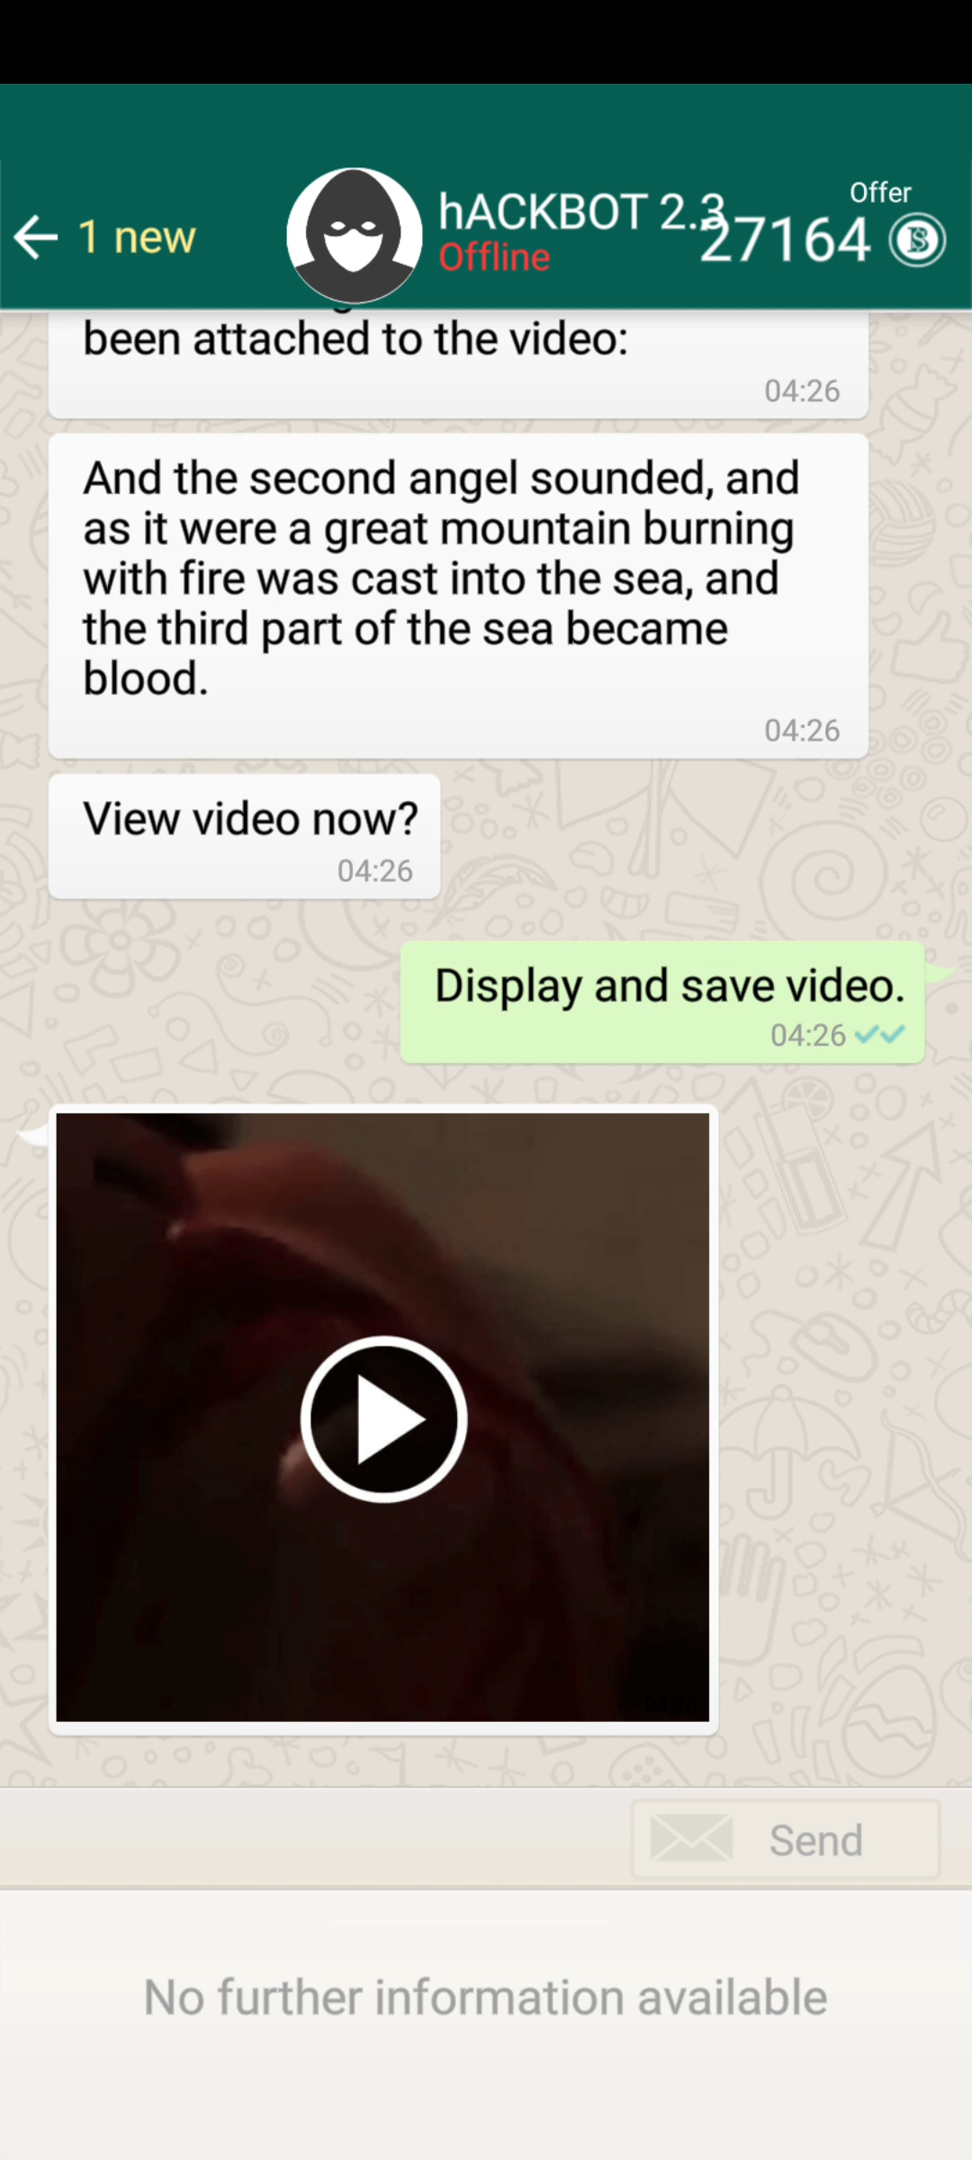 Offer
← 1 new
hACKBOT 2.3
27164
Offline
been attached to the video:
04:26
And the second angel sounded, and
as it were a great mountain burning
with fire was cast into the sea, and
the third part of the sea became
blood.
04:26
View video now?
04:26
Display and save video.
04:26
Send
No further information available